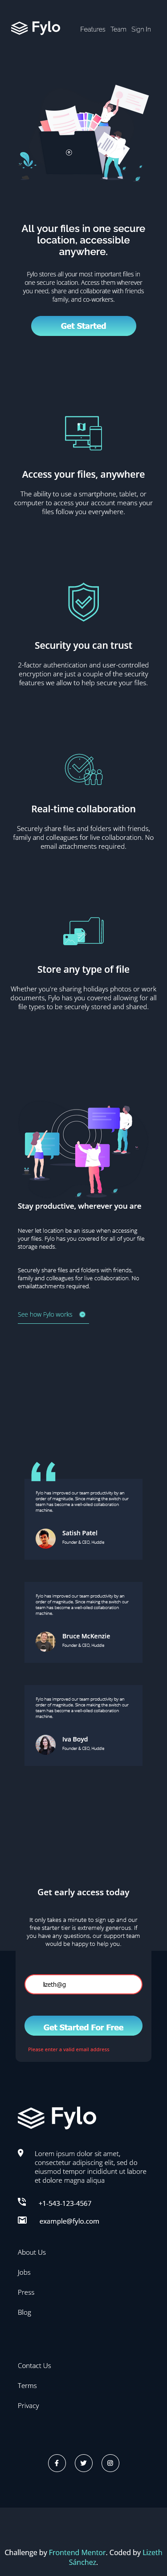 Fylo
Features Team Sign In
All your files in one secure
location, accessible
anywhere.
Fylo stores all your most important files in
one secure location. Access them wherever
you need, share and collaborate with friends
family, and co-workers.
Get Started
Access your files, anywhere
The ability to use a smartphone, tablet, or
computer to access your account means your
files follow you everywhere.
Security you can trust
2-factor authentication and user-controlled
encryption are just a couple of the security
features we allow to help secure your files.
Real-time collaboration
Securely share files and folders with friends,
family and colleagues for live collaboration. No
email attachments required.
Store any type of file
Whether you're sharing holidays photos or work
documents, Fylo has you covered allowing for all
file types to be securely stored and shared.
Stay productive, wherever you are
Never let location be an issue when accessing
your files. Fylo has you covered for all of your file
storage needs.
Securely share files and folders with friends,
family and colleagues for live collaboration. No
emailattachments required.
See how Fylo works
Fylo has improved our team productivity by an
order of magnitude. Since making the switch our
team has become a well-oiled collaboration
machine.
Satish Patel
Founder & CEO, Huddle
Fylo has improved our team productivity by an
order of magnitude. Since making the switch our
team has become a well-oiled collaboration
machine.
Bruce McKenzie
Founder & CEO, Huddle
Fylo has improved our team productivity by an
order of magnitude. Since making the switch our
team has become a well-oiled collaboration
machine.
Iva Boyd
Founder & CEO, Huddle
Get early access today
It only takes a minute to sign up and our
free starter tier is extremely generous. If
you have any questions, our support team
would be happy to help you.
lizeth@g
Get Started For Free
Please enter a valid email address
Fylo
Lorem ipsum dolor sit amet,
consectetur adipiscing elit, sed do
eiusmod tempor incididunt ut labore
et dolore magna aliqua
+1-543-123-4567
example@fylo.com
About Us
Jobs
Press
Blog
Contact Us
Terms
Privacy
Challenge by Frontend Mentor. Coded by Lizeth
Sánchez.